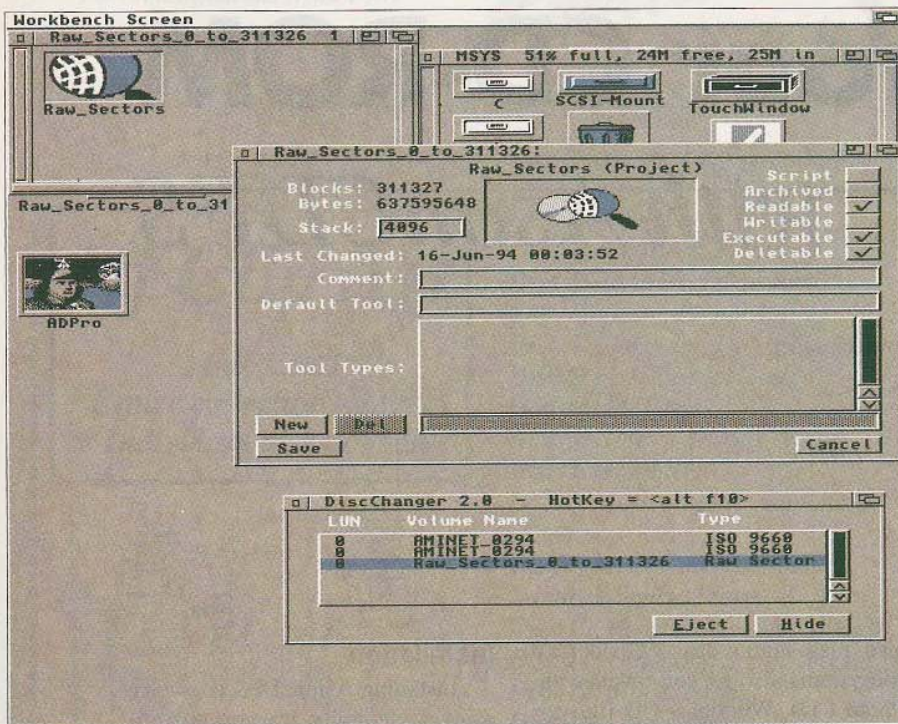 Workbench Screen
Raw_Sectors_0_to_311326 1
Raw_Sectors
MSYS 51% full, 24M free, 25M in
C
SCSI-Mount
TouchWindow
Raw_Sectors_0_to_31
ADPro
Raw_Sectors_0_to_311326:
Raw_Sectors (Project)
Blocks: 311327
Bytes: 637595648
Stack: 4096
Script
Archived
Readable
Writable
Executable
Deletable
Last Changed: 16-Jun-94 00:03:52
Comment:
Default Tool:
Tool Types:
New Del
Save Cancel
DiscChanger 2.0 - HotKey = <alt f10>
LUN Volume Name Type
0 AMINET_0294 ISO 9660
0 AMINET_0294 ISO 9660
0 Raw_Sectors_0_to_311326 Raw Sector
Eject Hide